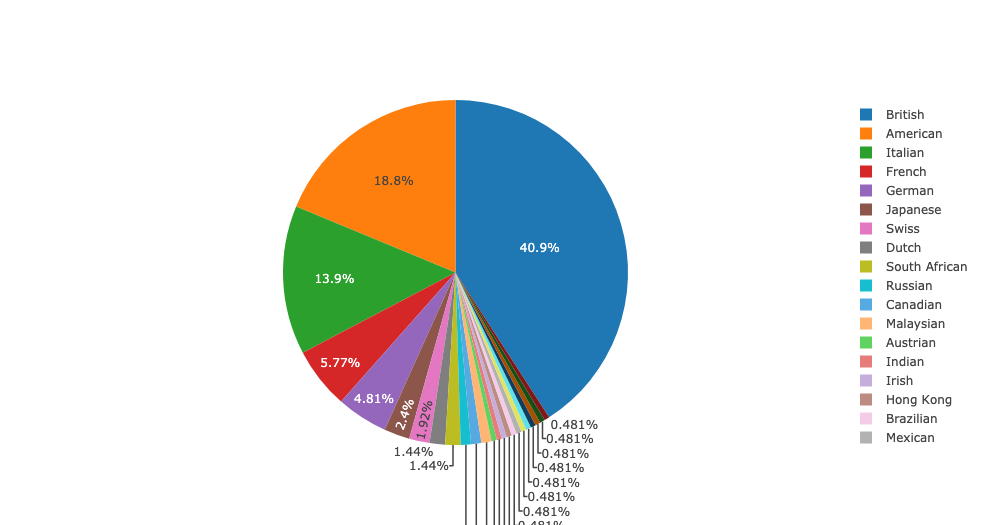 18.8%
40.9%
13.9%
5.77%
4.81%
2.4%
1.92%
1.44%
1.44%
0.481%
0.481%
0.481%
0.481%
0.481%
0.481%
0.481%
0.481%
British
American
Italian
French
German
Japanese
Swiss
Dutch
South African
Russian
Canadian
Malaysian
Austrian
Indian
Irish
Hong Kong
Brazilian
Mexican